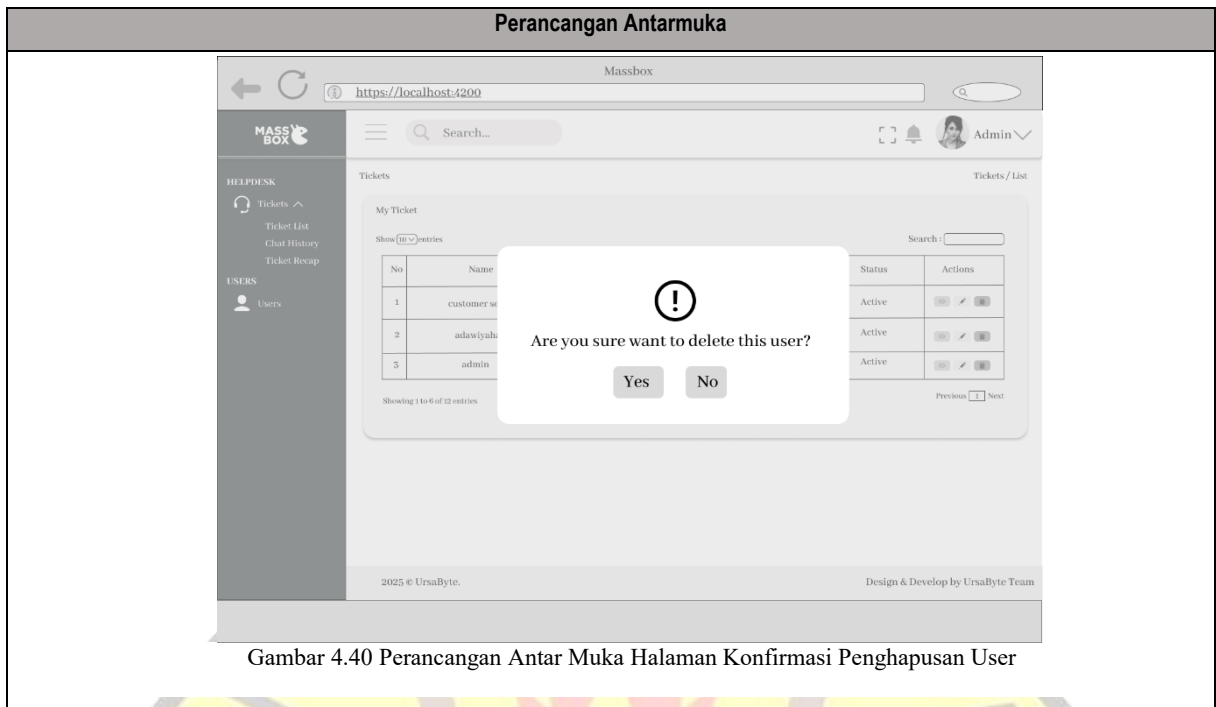 Perancangan Antarmuka
Massbox
https://localhost:4200
MASS BOX
Search...
Admin
HELPDESK
Tickets
Ticket List
Chat History
Ticket Recap
USERS
Users
Tickets
Tickets / List
My Ticket
Show 10 entries
Search :
No Name Status Actions
1 customer se Active
2 adawiyah Active
3 admin Active
Showing 1 to 6 of 12 entries
Previous 1 Next
Are you sure want to delete this user?
Yes No
2025 © UrsaByte.
Design & Develop by UrsaByte Team
Gambar 4.40 Perancangan Antar Muka Halaman Konfirmasi Penghapusan User